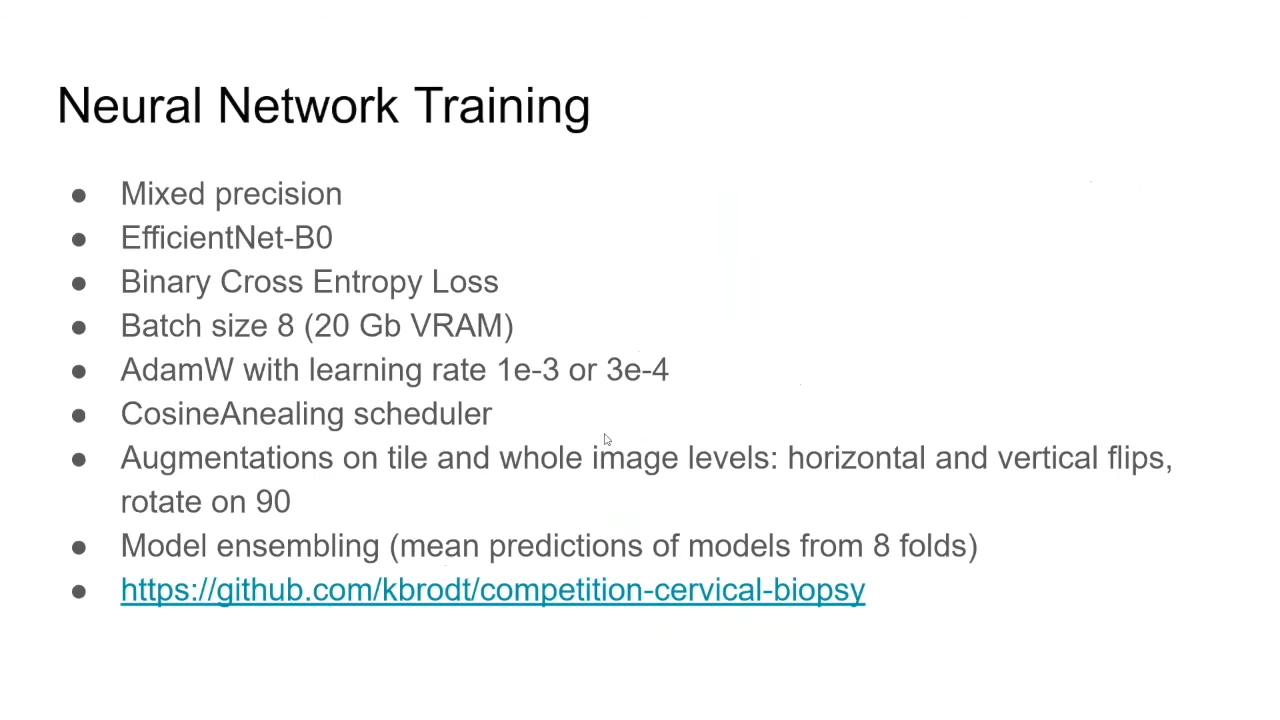 Neural Network Training
● Mixed precision
● EfficientNet-B0
● Binary Cross Entropy Loss
● Batch size 8 (20 Gb VRAM)
● AdamW with learning rate 1e-3 or 3e-4
● CosineAnealing scheduler
● Augmentations on tile and whole image levels: horizontal and vertical flips,
rotate on 90
● Model ensembling (mean predictions of models from 8 folds)
● https://github.com/kbrodt/competition-cervical-biopsy